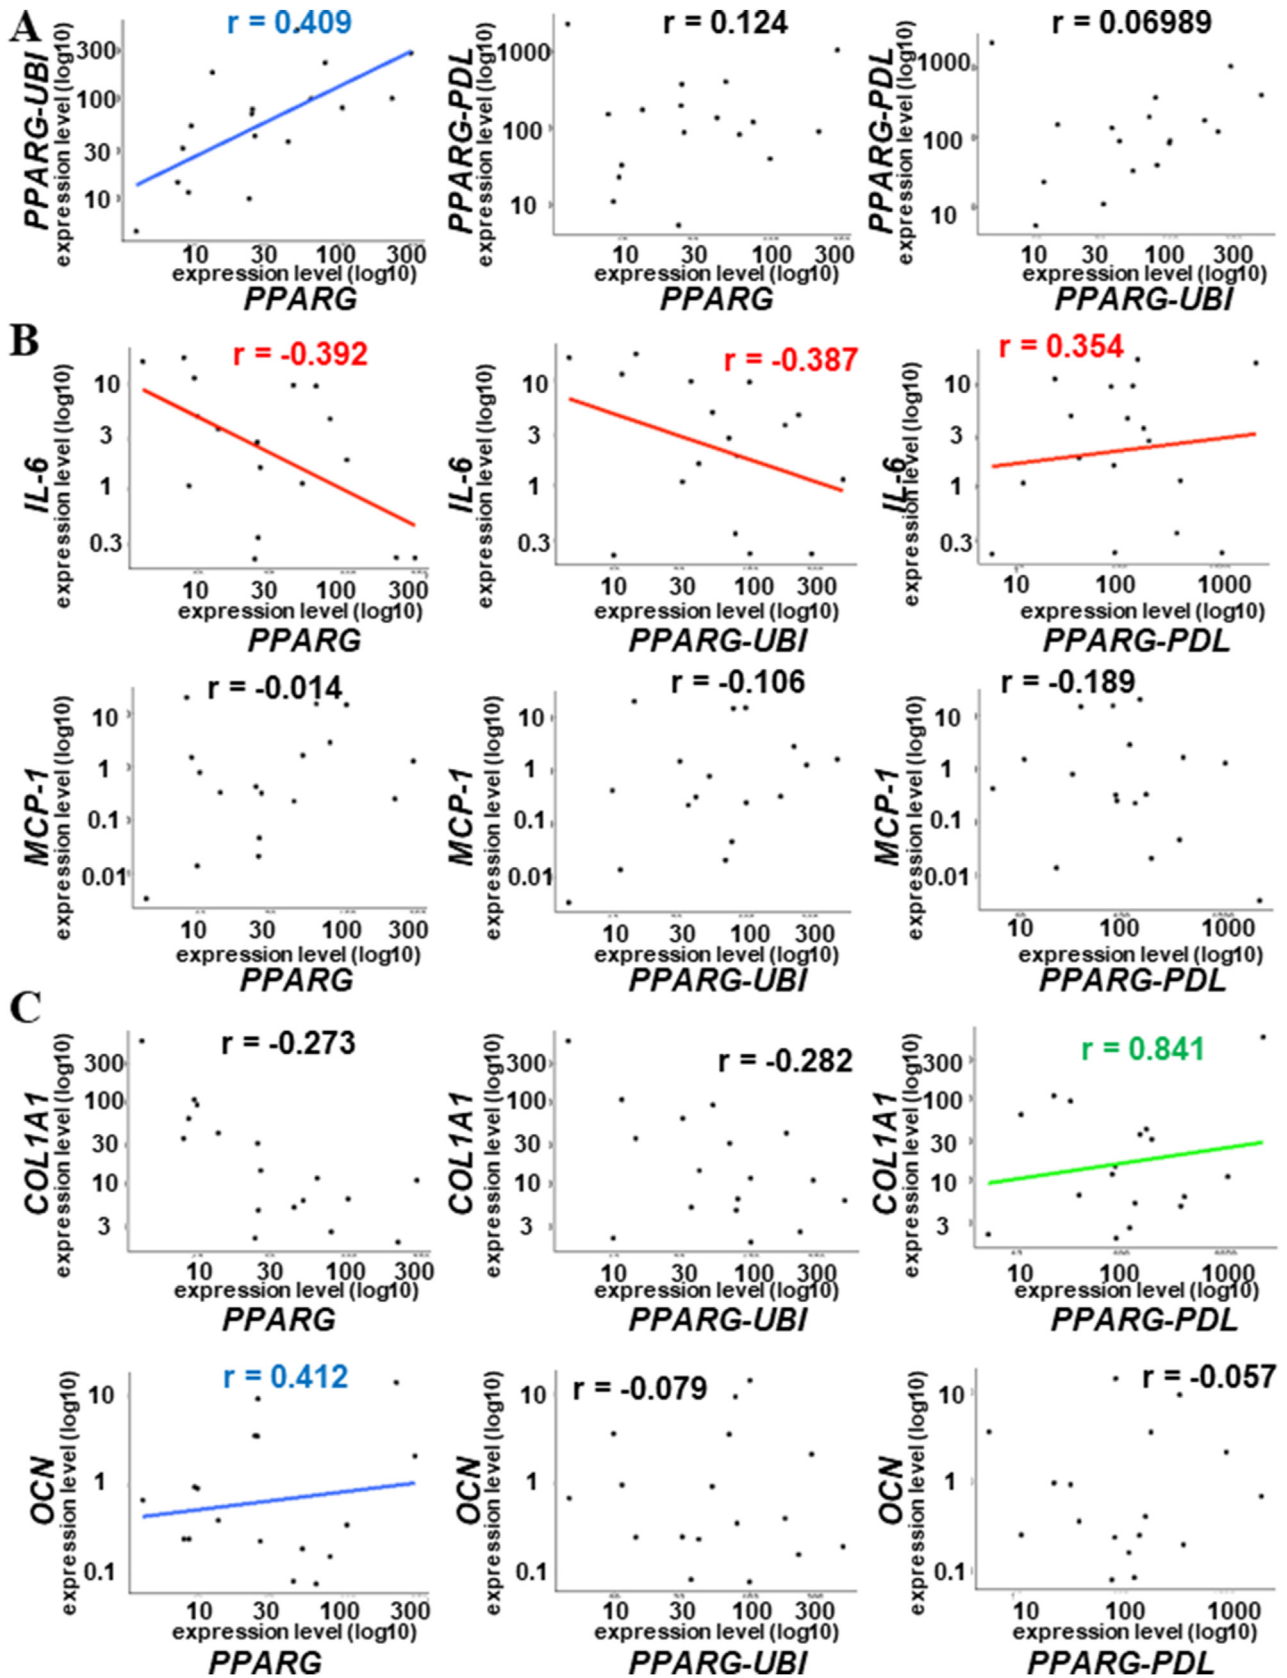 A
r = 0.409
PPARG-UBI
expression level (log10)
300
100
30
10
10 30 100 300
expression level (log10)
PPARG
r = 0.124
PPARG-PDL
expression level (log10)
1000
100
10
10 30 100 300
expression level (log10)
PPARG
r = 0.06989
PPARG-PDL
expression level (log10)
1000
100
10
10 30 100 300
expression level (log10)
PPARG-UBI
B
r = -0.392
IL-6
expression level (log10)
10
3
1
0.3
10 30 100 300
expression level (log10)
PPARG
r = -0.387
IL-6
expression level (log10)
10
3
1
0.3
10 30 100 300
expression level (log10)
PPARG-UBI
r = 0.354
IL-6
expression level (log10)
10
3
1
0.3
10 100 1000
expression level (log10)
PPARG-PDL
r = -0.014
MCP-1
expression level (log10)
10
1
0.1
0.01
10 30 100 300
expression level (log10)
PPARG
r = -0.106
MCP-1
expression level (log10)
10
1
0.1
0.01
10 30 100 300
expression level (log10)
PPARG-UBI
r = -0.189
MCP-1
expression level (log10)
10
1
0.1
0.01
10 100 1000
expression level (log10)
PPARG-PDL
C
r = -0.273
COL1A1
expression level (log10)
300
100
30
10
3
10 30 100 300
expression level (log10)
PPARG
r = -0.282
COL1A1
expression level (log10)
300
100
30
10
3
10 30 100 300
expression level (log10)
PPARG-UBI
r = 0.841
COL1A1
expression level (log10)
300
100
30
10
3
10 100 1000
expression level (log10)
PPARG-PDL
r = 0.412
OCN
expression level (log10)
10
1
0.1
10 30 100 300
expression level (log10)
PPARG
r = -0.079
OCN
expression level (log10)
10
1
0.1
10 30 100 300
expression level (log10)
PPARG-UBI
r = -0.057
OCN
expression level (log10)
10
1
0.1
10 100 1000
expression level (log10)
PPARG-PDL